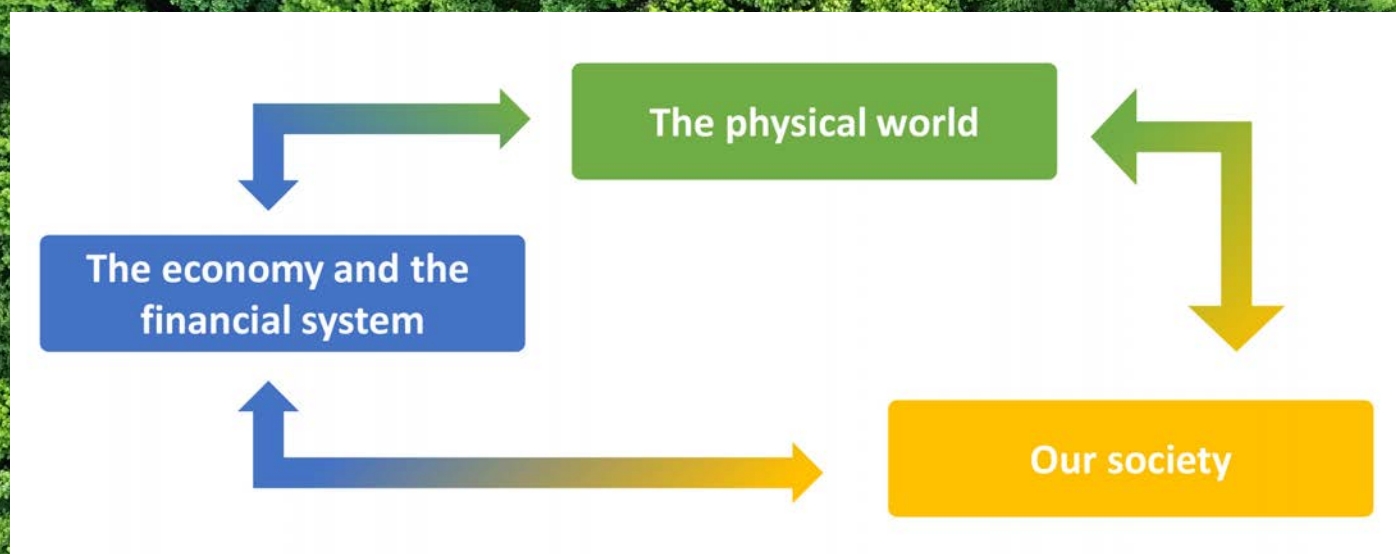 The physical world
The economy and the
financial system
Our society